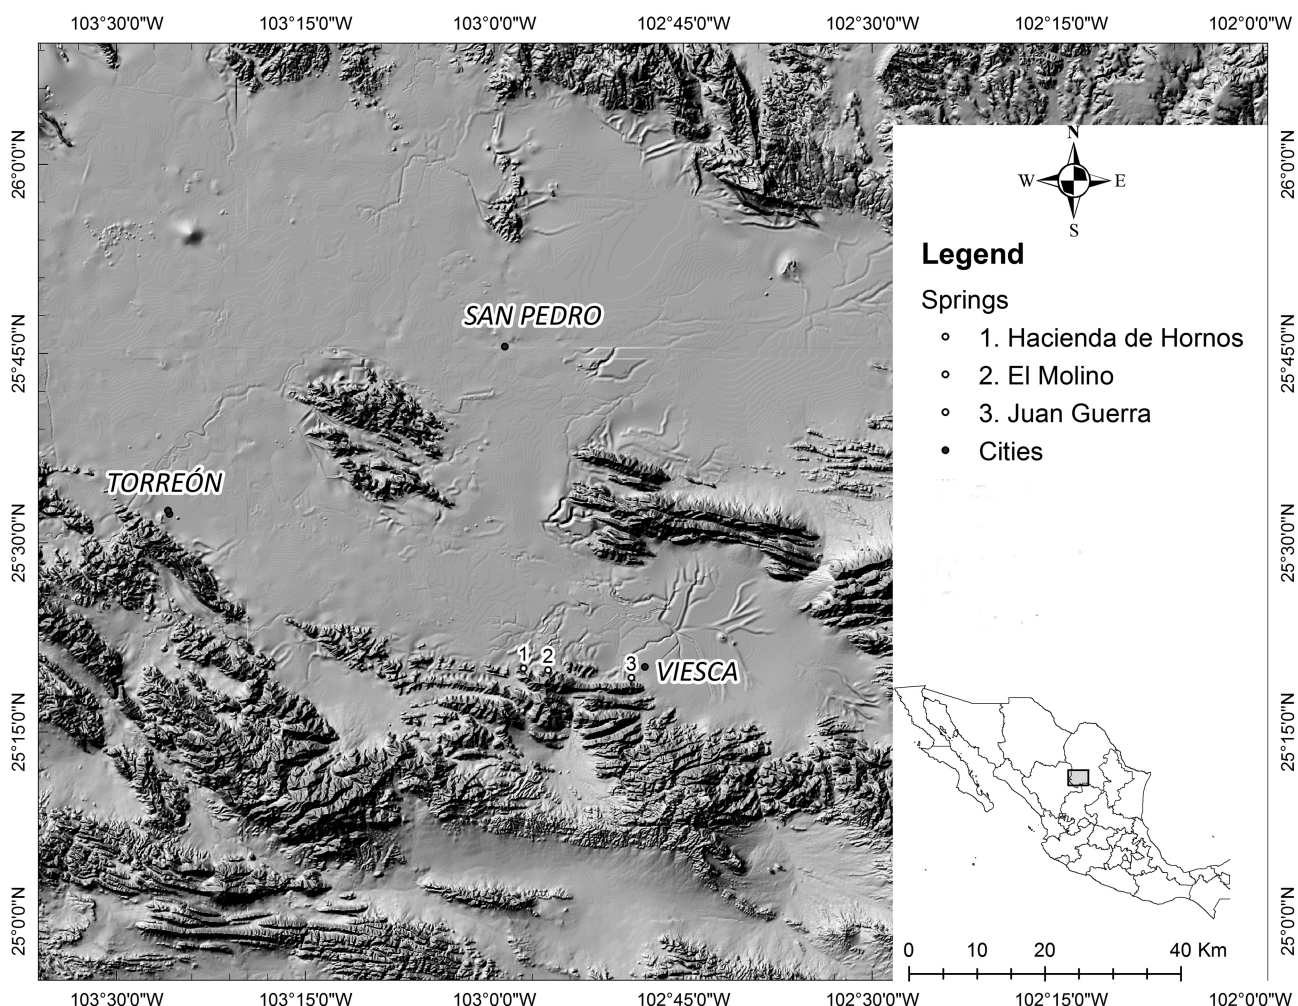 103°30'0"W 103°15'0"W 103°0'0"W 102°45'0"W 102°30'0"W 102°15'0"W 102°0'0"W
26°0'0"N
26°0'0"N
N
W E
S
Legend
Springs
1. Hacienda de Hornos
2. El Molino
3. Juan Guerra
Cities
SAN PEDRO
25°45'0"N
25°45'0"N
TORREÓN
25°30'0"N
25°30'0"N
1 2 3 VIESCA
25°15'0"N
25°15'0"N
25°0'0"N
25°0'0"N
0 10 20 40 Km
103°30'0"W 103°15'0"W 103°0'0"W 102°45'0"W 102°30'0"W 102°15'0"W 102°0'0"W